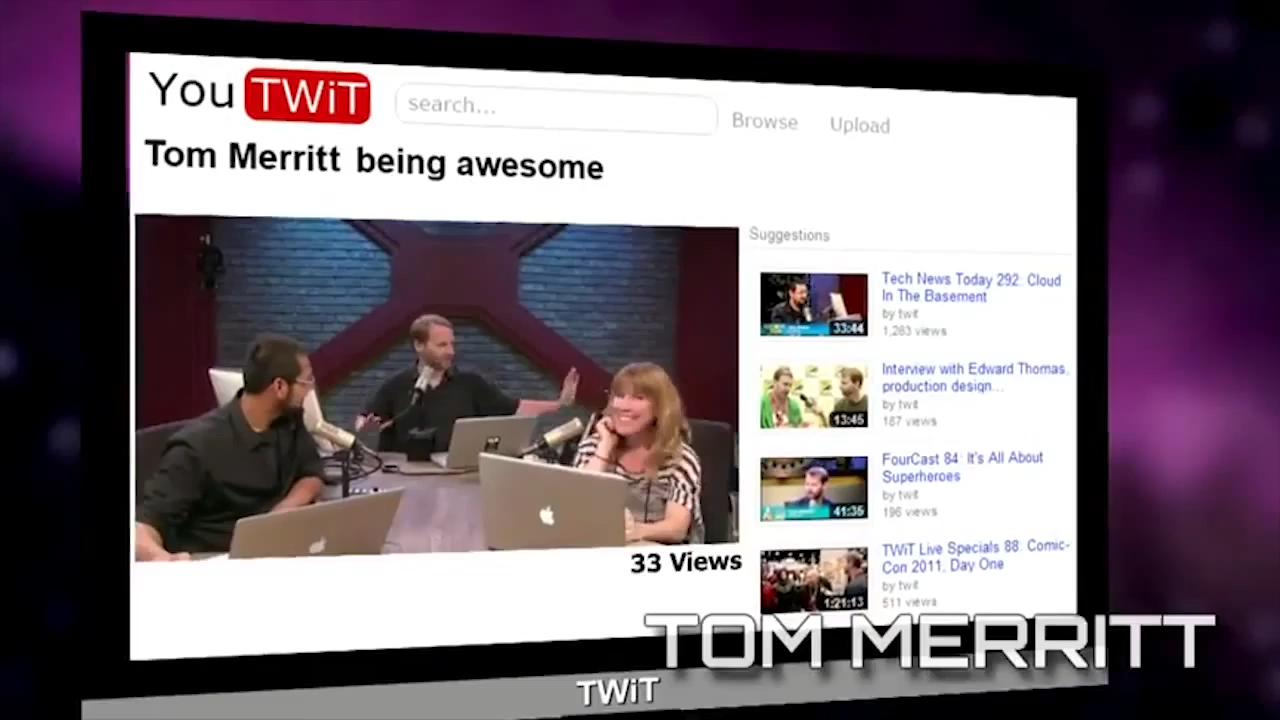 You TWiT
search...
Browse
Upload
Tom Merritt being awesome
Suggestions
33:44
Tech News Today 292: Cloud
In The Basement
by twit
1,283 views
13:45
Interview with Edward Thomas,
production design...
by twit
187 views
41:35
FourCast 84: It's All About
Superheroes
by twit
196 views
1:21:13
TWiT Live Specials 88: Comic-
Con 2011, Day One
by twit
511 views
33 Views
TOM MERRITT
TWiT